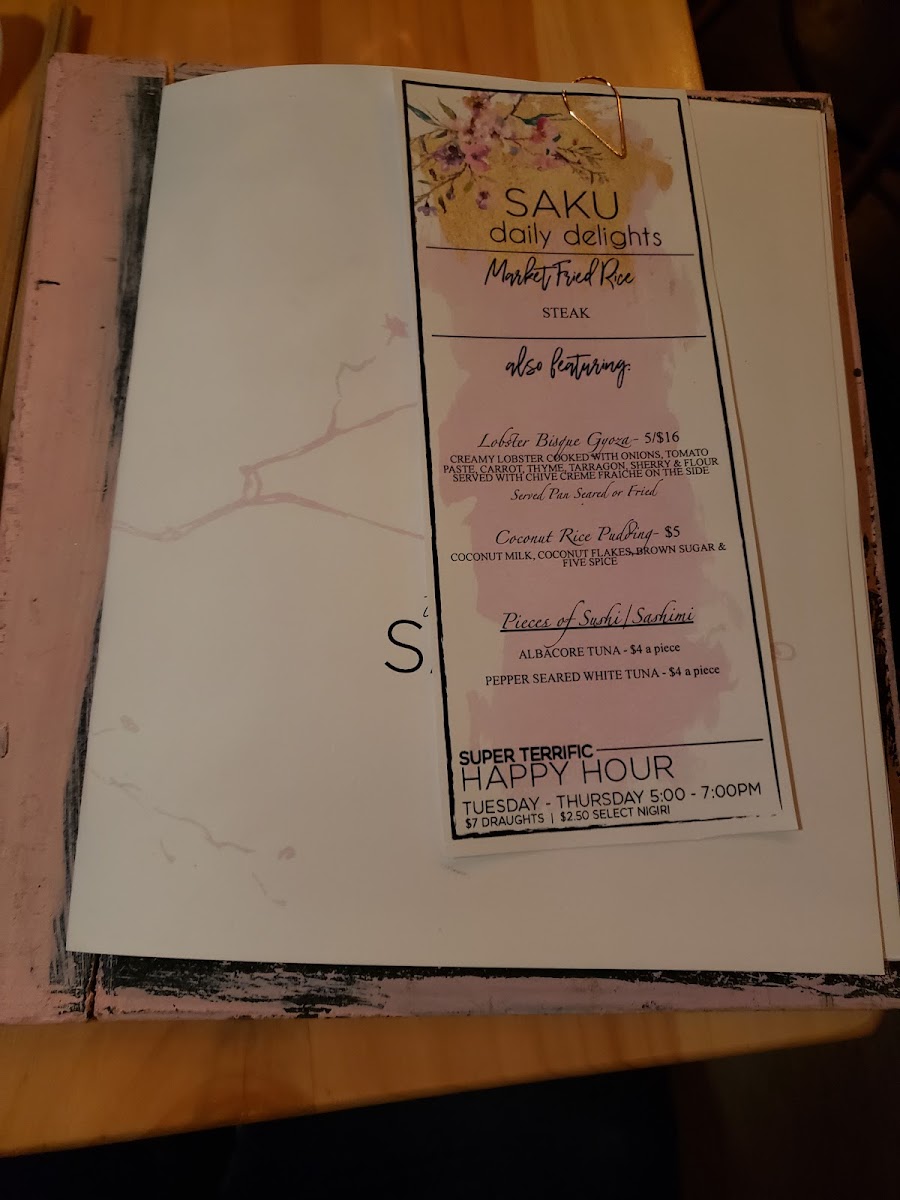 SAKU
daily delights
Market Fried Rice
STEAK
also featuring:
Lobster Bisque Gyoza- 5/$16
CREAMY LOBSTER COOKED WITH ONIONS, TOMATO
PASTE, CARROT, THYME, TARRAGON, SHERRY & FLOUR
SERVED WITH CHIVE CREME FRAICHE ON THE SIDE
Served Pan Seared or Fried
Coconut Rice Pudding- $5
COCONUT MILK, COCONUT FLAKES, BROWN SUGAR &
FIVE SPICE
Pieces of Sushi/Sashimi
ALBACORE TUNA - $4 a piece
PEPPER SEARED WHITE TUNA - $4 a piece
SUPER TERRIFIC
HAPPY HOUR
TUESDAY - THURSDAY 5:00 - 7:00PM
$7 DRAUGHTS | $2.50 SELECT NIGIRI
S